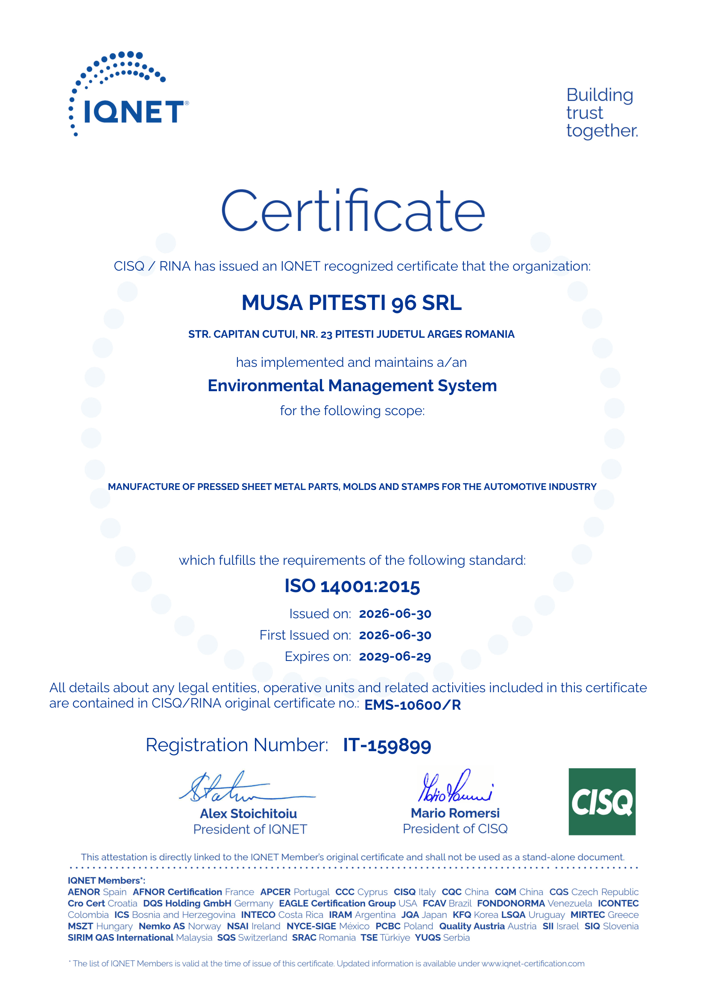 IQNET®
Building
trust
together.
Certificate
CISQ / RINA has issued an IQNET recognized certificate that the organization:
MUSA PITESTI 96 SRL
STR. CAPITAN CUTUI, NR. 23 PITESTI JUDETUL ARGES ROMANIA
has implemented and maintains a/an
Environmental Management System
for the following scope:
MANUFACTURE OF PRESSED SHEET METAL PARTS, MOLDS AND STAMPS FOR THE AUTOMOTIVE INDUSTRY
which fulfills the requirements of the following standard:
ISO 14001:2015
Issued on: 2026-06-30
First Issued on: 2026-06-30
Expires on: 2029-06-29
All details about any legal entities, operative units and related activities included in this certificate
are contained in CISQ/RINA original certificate no.: EMS-10600/R
Registration Number: IT-159899
Alex Stoichitoiu
President of IQNET
Mario Romersi
President of CISQ
CISQ
This attestation is directly linked to the IQNET Member's original certificate and shall not be used as a stand-alone document.
IQNET Members*:
AENOR Spain AFNOR Certification France APCER Portugal CCC Cyprus CISQ Italy CQC China CQM China CQS Czech Republic
Cro Cert Croatia DQS Holding GmbH Germany EAGLE Certification Group USA FCAV Brazil FONDONORMA Venezuela ICONTEC
Colombia ICS Bosnia and Herzegovina INTECO Costa Rica IRAM Argentina JQA Japan KFQ Korea LSQA Uruguay MIRTEC Greece
MSZT Hungary Nemko AS Norway NSAI Ireland NYCE-SIGE México PCBC Poland Quality Austria Austria SII Israel SIQ Slovenia
SIRIM QAS International Malaysia SQS Switzerland SRAC Romania TSE Türkiye YUQS Serbia
* The list of IQNET Members is valid at the time of issue of this certificate. Updated information is available under www.iqnet-certification.com